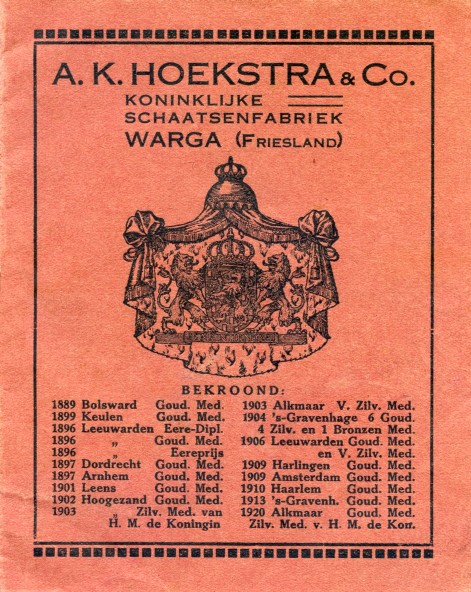 A. K. HOEKSTRA & Co.
KONINKLIJKE
SCHAATSENFABRIEK
WARGA (FRIESLAND)
BEKROOND:
1889 Bolsward Goud. Med.
1899 Keulen Goud. Med.
1896 Leeuwarden Eere-Dipl.
1896 „ Goud. Med.
1896 „ Eereprijs
1897 Dordrecht Goud. Med.
1897 Arnhem Goud. Med.
1901 Leens Goud. Med.
1902 Hoogezand Goud. Med.
1903 „ Zilv. Med. van
H. M. de Koningin
1903 Alkmaar V. Zilv. Med.
1904 's-Gravenhage 6 Goud.
4 Zilv. en 1 Bronzen Med.
1906 Leeuwarden Goud. Med.
en V. Zilv. Med.
1909 Harlingen Goud. Med.
1909 Amsterdam Goud. Med.
1910 Haarlem Goud. Med.
1913 's-Gravenh. Goud. Med.
1920 Alkmaar Goud. Med.
Zilv. Med. v. H. M. de Kon.